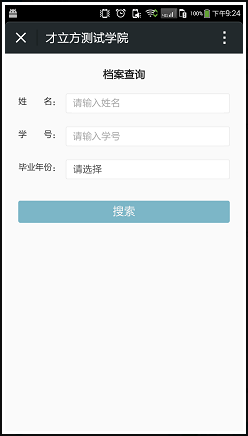 100% 下午9:24
才立方测试学院
档案查询
姓 名： 请输入姓名
学 号： 请输入学号
毕业年份： 请选择
搜索